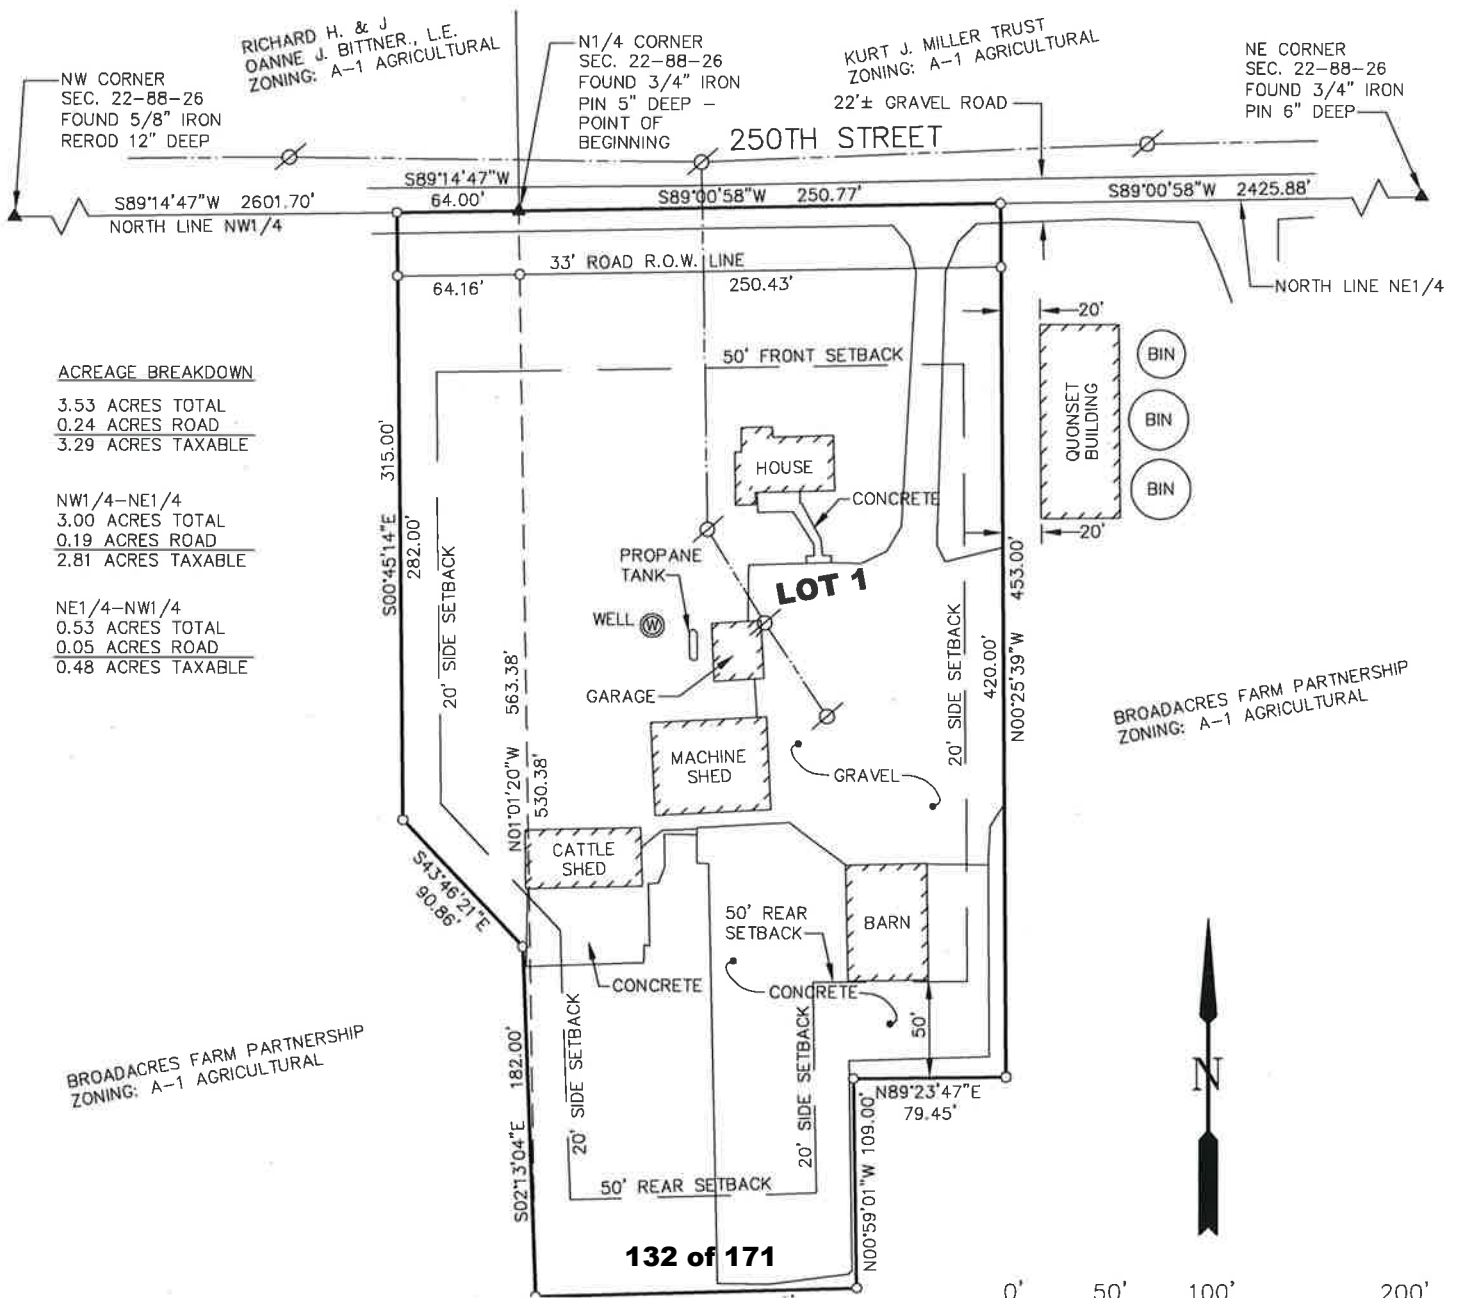 RICHARD H. & J
DANNE J. BITTNER., L.E.
ZONING: A-1 AGRICULTURAL
N1/4 CORNER
SEC. 22-88-26
FOUND 3/4" IRON
PIN 5" DEEP -
POINT OF
BEGINNING
KURT J. MILLER TRUST
ZONING: A-1 AGRICULTURAL
22'± GRAVEL ROAD
NE CORNER
SEC. 22-88-26
FOUND 3/4" IRON
PIN 6" DEEP
NW CORNER
SEC. 22-88-26
FOUND 5/8" IRON
REROD 12" DEEP
250TH STREET
S89°14'47"W 2601.70'
NORTH LINE NW1/4
S89°14'47"W
64.00'
S89°00'58"W 250.77'
S89°00'58"W 2425.88'
NORTH LINE NE1/4
33' ROAD R.O.W. LINE
64.16'
250.43'
20'
50' FRONT SETBACK
QUONSET
BUILDING
BIN
BIN
BIN
20'
ACREAGE BREAKDOWN
3.53 ACRES TOTAL
0.24 ACRES ROAD
3.29 ACRES TAXABLE
NW1/4-NE1/4
3.00 ACRES TOTAL
0.19 ACRES ROAD
2.81 ACRES TAXABLE
NE1/4-NW1/4
0.53 ACRES TOTAL
0.05 ACRES ROAD
0.48 ACRES TAXABLE
S00°45'14"E 315.00'
282.00'
20' SIDE SETBACK
N01°01'20"W 563.38'
530.38'
HOUSE
CONCRETE
PROPANE
TANK
LOT 1
WELL W
GARAGE
MACHINE
SHED
GRAVEL
20' SIDE SETBACK
420.00'
N00°25'39"W 453.00'
BROADACRES FARM PARTNERSHIP
ZONING: A-1 AGRICULTURAL
CATTLE
SHED
S43°46'21"E
90.86'
50' REAR
SETBACK
BARN
CONCRETE
CONCRETE
50'
BROADACRES FARM PARTNERSHIP
ZONING: A-1 AGRICULTURAL
S02°13'04"E 182.00'
20' SIDE SETBACK
20' SIDE SETBACK
N89°23'47"E
79.45'
N00°59'01"W 109.00'
50' REAR SETBACK
N
132 of 171
0' 50' 100' 200'